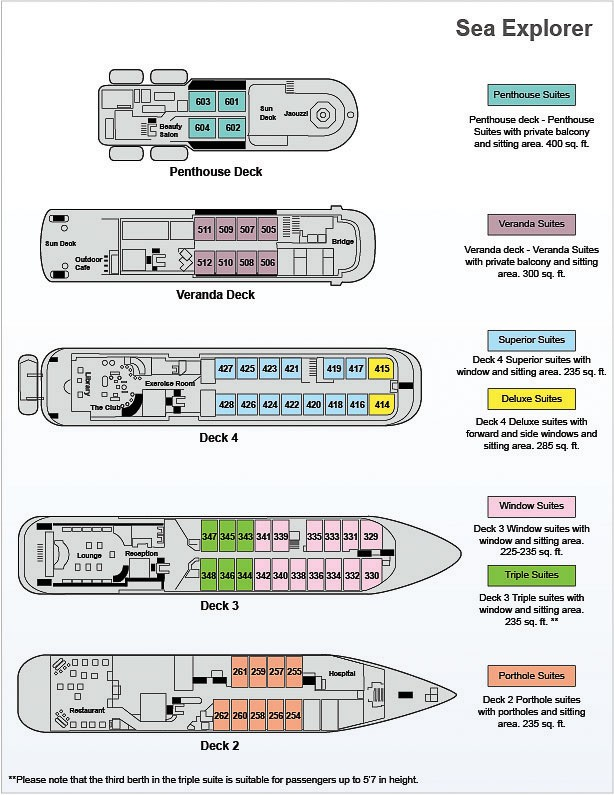 Sea Explorer
603 601
604 602
Beauty
Salon
Sun
Deck
Jacuzzi
Penthouse Deck
Penthouse Suites
Penthouse deck - Penthouse
Suites with private balcony
and sitting area. 400 sq. ft.
Sun Deck
Outdoor
Cafe
511 509 507 505
512 510 508 506
Bridge
Veranda Deck
Veranda Suites
Veranda deck - Veranda Suites
with private balcony and sitting
area. 300 sq. ft.
Library
The Club
Exercise Room
427 425 423 421 419 417 415
428 426 424 422 420 418 416 414
Deck 4
Superior Suites
Deck 4 Superior suites with
window and sitting area. 235 sq. ft.
Deluxe Suites
Deck 4 Deluxe suites with
forward and side windows and
sitting area. 285 sq. ft.
Lounge
Reception
347 345 343 341 339 335 333 331 329
348 346 344 342 340 338 336 334 332 330
Deck 3
Window Suites
Deck 3 Window suites with
window and sitting area.
225-235 sq. ft.
Triple Suites
Deck 3 Triple suites with
window and sitting area.
235 sq. ft. **
Restaurant
261 259 257 255
262 260 258 256 254
Hospital
Deck 2
Porthole Suites
Deck 2 Porthole suites
with portholes and sitting
area. 235 sq. ft.
**Please note that the third berth in the triple suite is suitable for passengers up to 5'7 in height.